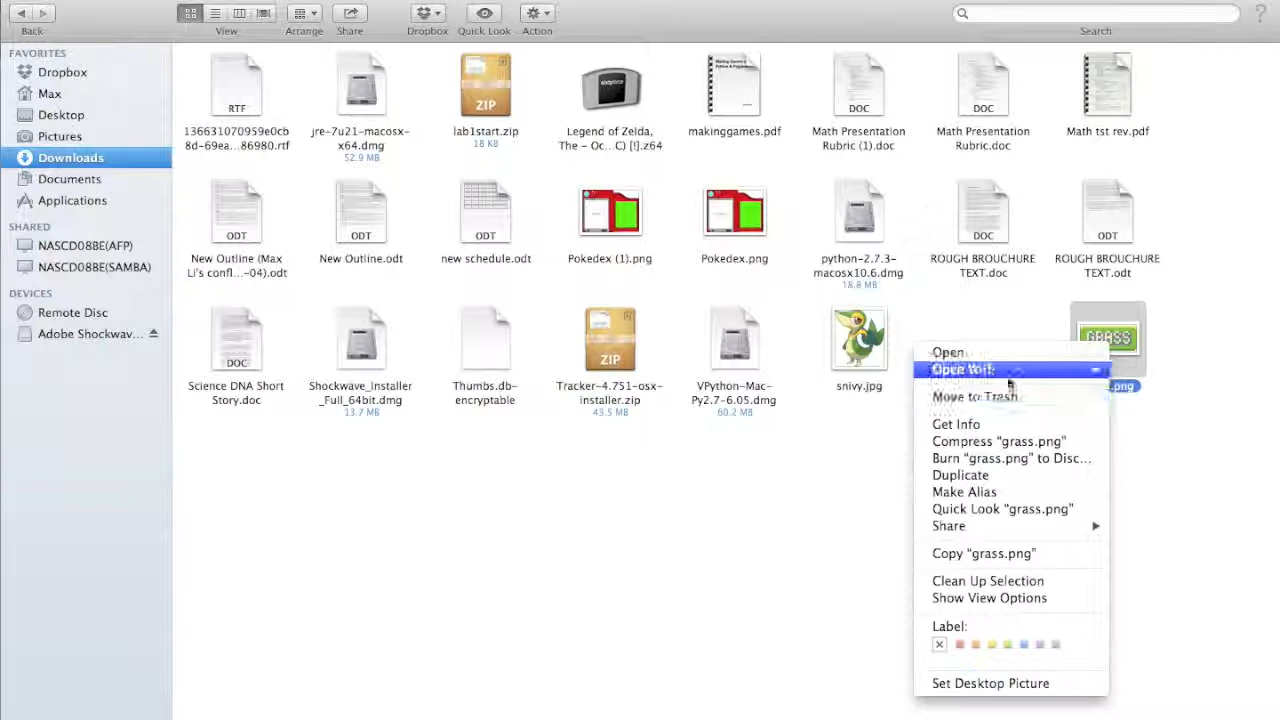 Back
View
Arrange
Share
Dropbox
Quick Look
Action
Search
?
FAVORITES
Dropbox
Max
Desktop
Pictures
Downloads
Documents
Applications
SHARED
NASCD08BE(AFP)
NASCD08BE(SAMBA)
DEVICES
Remote Disc
Adobe Shockwav...
RTF
136631070959e0cb
8d-69ea...86980.rtf
jre-7u21-macosx-
x64.dmg
52.9 MB
ZIP
lab1start.zip
18 KB
Legend of Zelda,
The - Oc...C) [!].z64
makinggames.pdf
DOC
Math Presentation
Rubric (1).doc
DOC
Math Presentation
Rubric.doc
Math tst rev.pdf
ODT
New Outline (Max
Li's confl...-04).odt
ODT
New Outline.odt
ODT
new schedule.odt
Pokedex (1).png
Pokedex.png
python-2.7.3-
macosx10.6.dmg
18.8 MB
DOC
ROUGH BROUCHURE
TEXT.doc
ODT
ROUGH BROUCHURE
TEXT.odt
DOC
Science DNA Short
Story.doc
Shockwave_Installer
_Full_64bit.dmg
13.7 MB
Thumbs.db-
encryptable
ZIP
Tracker-4.751-osx-
installer.zip
43.5 MB
VPython-Mac-
Py2.7-6.05.dmg
60.2 MB
snivy.jpg
GRASS
.png
Open
Open With
Move to Trash
Get Info
Compress “grass.png”
Burn “grass.png” to Disc...
Duplicate
Make Alias
Quick Look “grass.png”
Share
Copy “grass.png”
Clean Up Selection
Show View Options
Label:
Set Desktop Picture